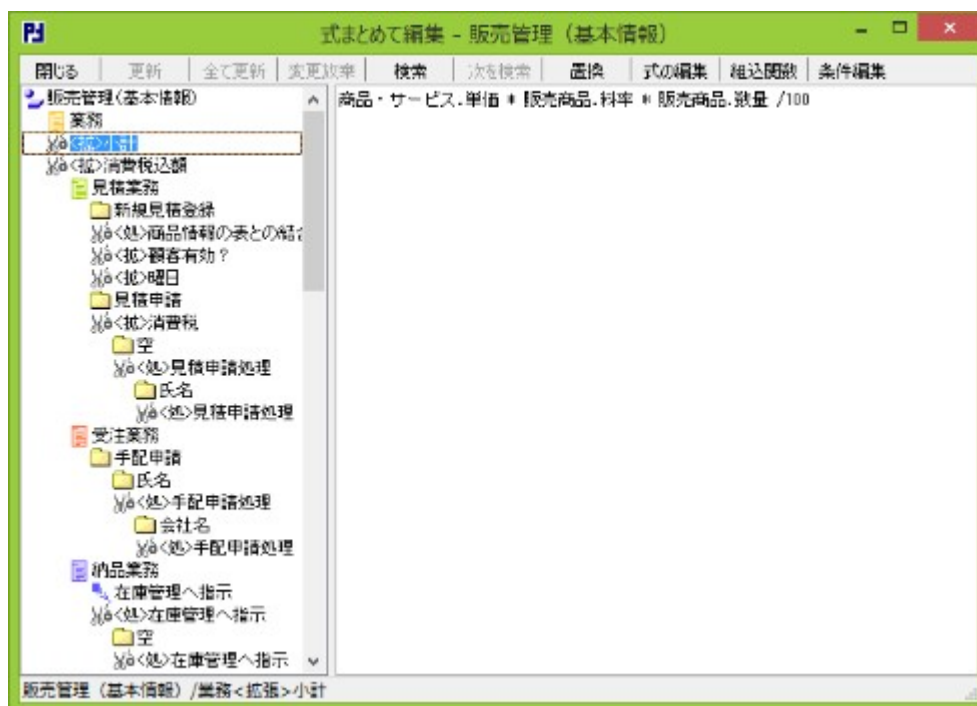 式まとめて編集 - 販売管理（基本情報）
閉じる 更新 全て更新 変更放棄 検索 次を検索 置換 式の編集 組込関数 条件編集
販売管理(基本情報)
商品・サービス.単価 * 販売商品.料率 * 販売商品.数量 /100
業務
<拡>小計
<拡>消費税込額
見積業務
新規見積登録
<処>商品情報の表との結合
<拡>顧客有効？
<拡>曜日
見積申請
<拡>消費税
空
<処>見積申請処理
氏名
<処>見積申請処理
受注業務
手配申請
氏名
<処>手配申請処理
会社名
<処>手配申請処理
納品業務
在庫管理へ指示
<処>在庫管理へ指示
空
<処>在庫管理へ指示
販売管理（基本情報）/業務<拡張>小計